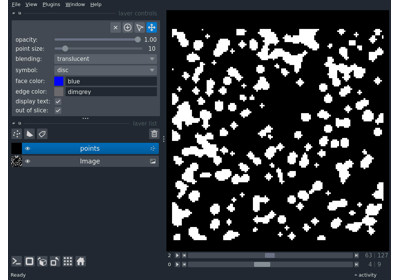 File View Plugins Window Help
layer controls
opacity: 1.00
point size: 10
blending: translucent
symbol: disc
face color: blue
edge color: dimgrey
display text:
out of slice:
layer list
points
Image
2 63 127
0 4 9
Ready activity